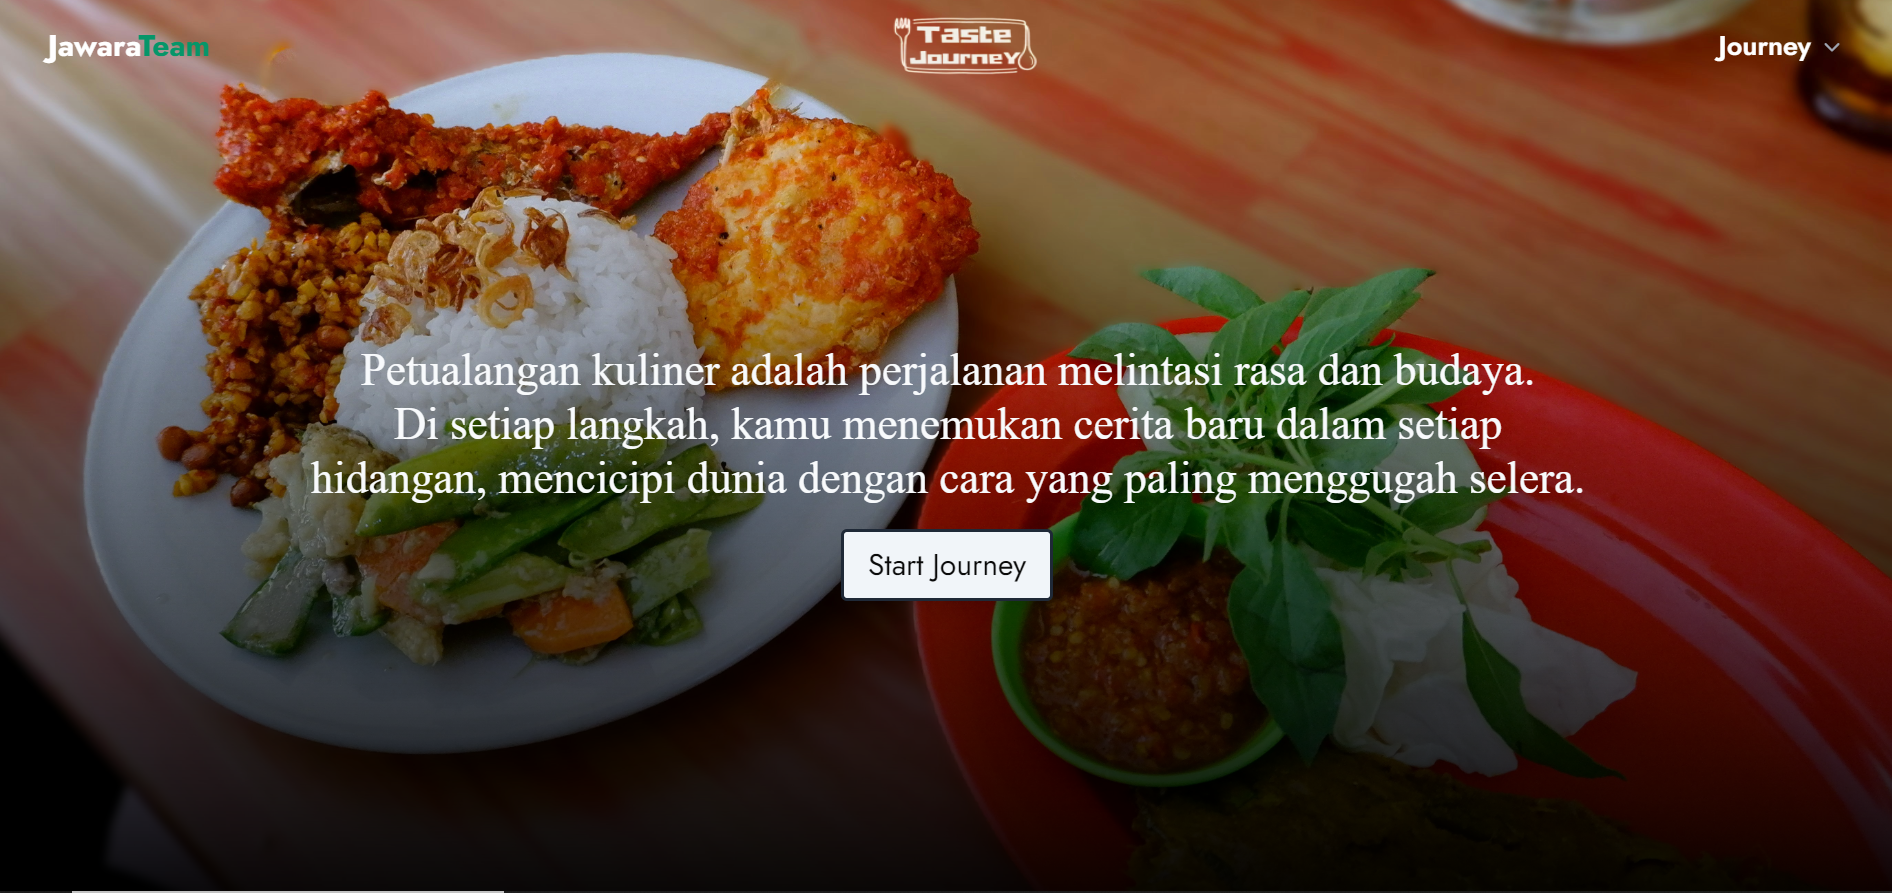 JawaraTeam
Taste
Journey
Journey
Petualangan kuliner adalah perjalanan melintasi rasa dan budaya.
Di setiap langkah, kamu menemukan cerita baru dalam setiap
hidangan, mencicipi dunia dengan cara yang paling menggugah selera.
Start Journey